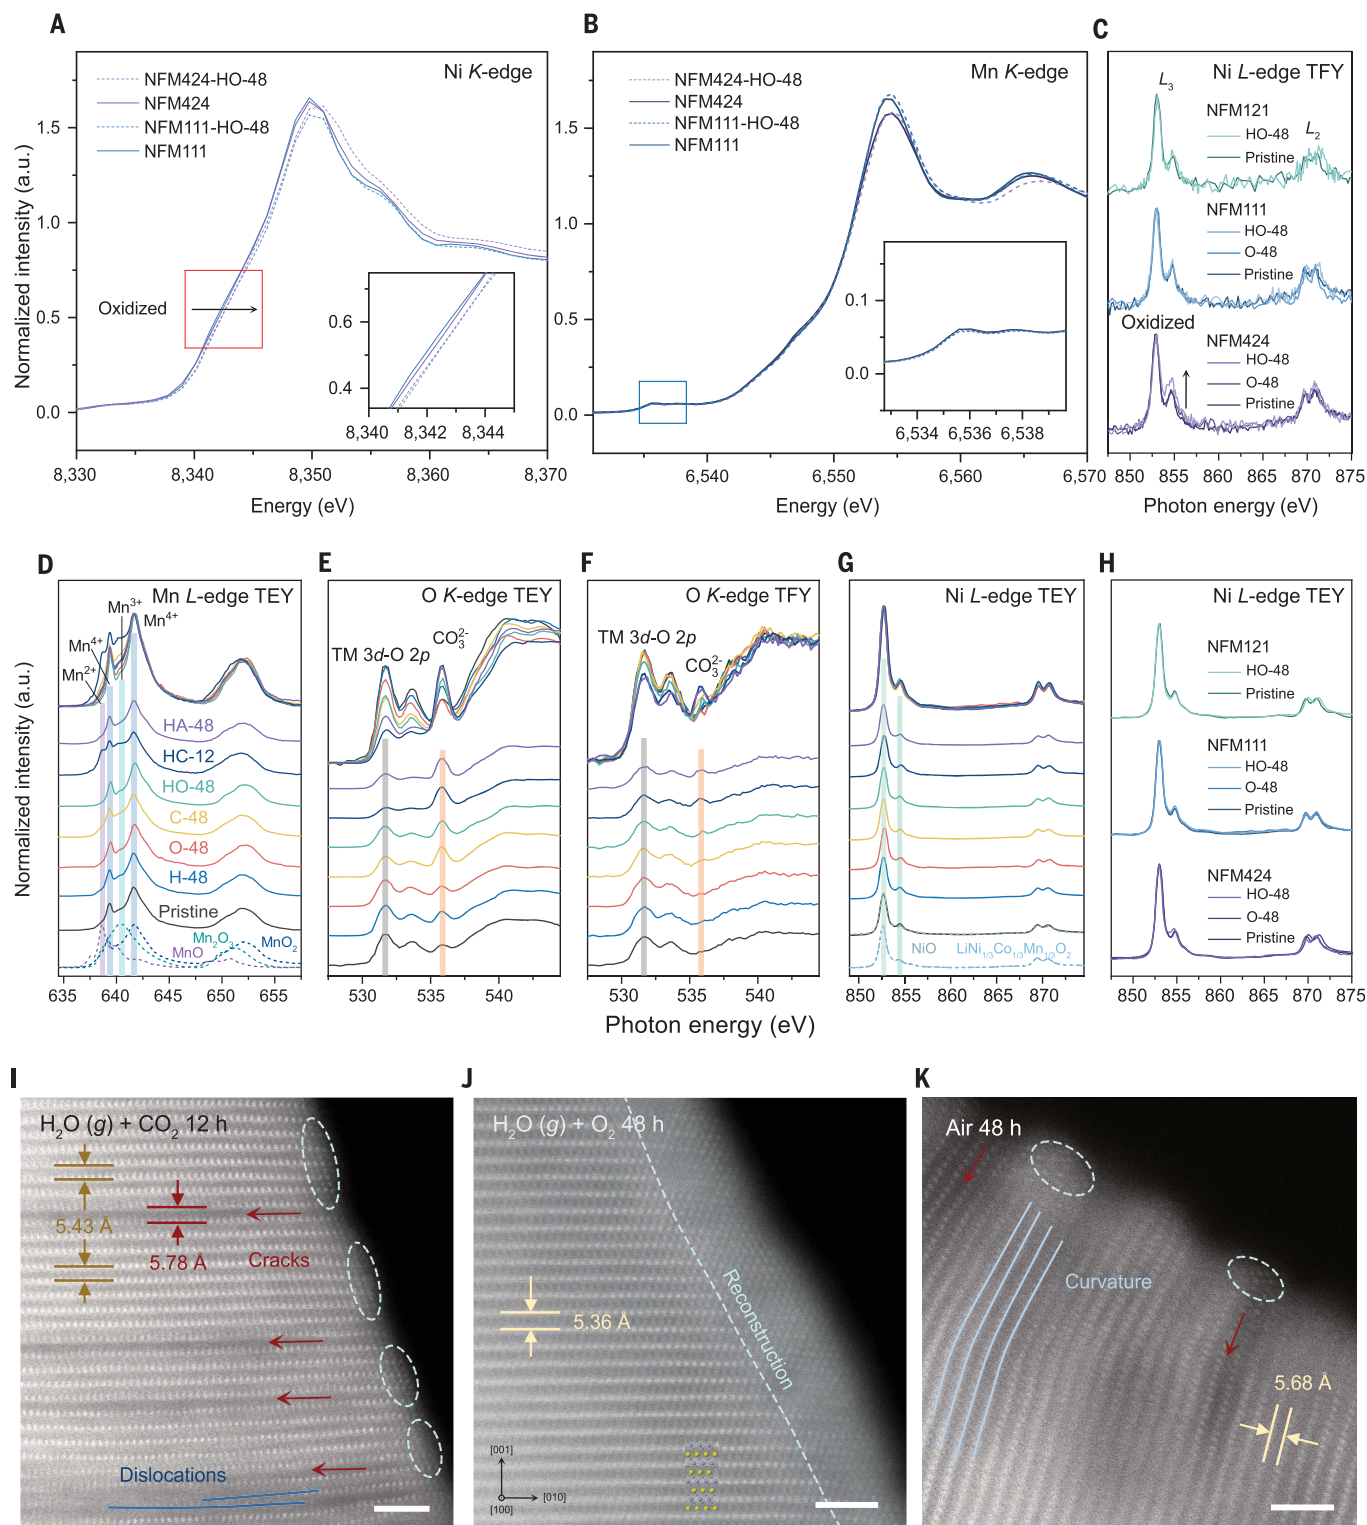 A
Ni K-edge
NFM424-HO-48
NFM424
NFM111-HO-48
NFM111
Oxidized
1.5
1.0
0.5
0.0
0.6
0.4
8,340 8,342 8,344
8,330 8,340 8,350 8,360 8,370
Normalized intensity (a.u.)
Energy (eV)
B
Mn K-edge
NFM424-HO-48
NFM424
NFM111-HO-48
NFM111
1.5
1.0
0.5
0.0
0.1
0.0
6,534 6,536 6,538
6,540 6,550 6,560 6,570
Energy (eV)
C
Ni L-edge TFY
L3
L2
NFM121
HO-48
Pristine
NFM111
HO-48
O-48
Pristine
Oxidized
NFM424
HO-48
O-48
Pristine
850 855 860 865 870 875
Photon energy (eV)
D
Mn L-edge TEY
Mn3+
Mn4+
Mn4+
Mn2+
HA-48
HC-12
HO-48
C-48
O-48
H-48
Pristine
Mn2O3
MnO2
MnO
635 640 645 650 655
Normalized intensity (a.u.)
E
O K-edge TEY
CO3 2-
TM 3d-O 2p
530 535 540
F
O K-edge TFY
TM 3d-O 2p
CO3 2-
530 535 540
G
Ni L-edge TEY
NiO
LiNi1/3Co1/3Mn1/3O2
850 855 860 865 870
H
Ni L-edge TEY
NFM121
HO-48
Pristine
NFM111
HO-48
O-48
Pristine
NFM424
HO-48
O-48
Pristine
850 855 860 865 870 875
Photon energy (eV)
I
H2O (g) + CO2 12 h
5.43 Å
5.78 Å
Cracks
Dislocations
J
H2O (g) + O2 48 h
5.36 Å
Reconstruction
[001]
[010]
[100]
K
Air 48 h
Curvature
5.68 Å